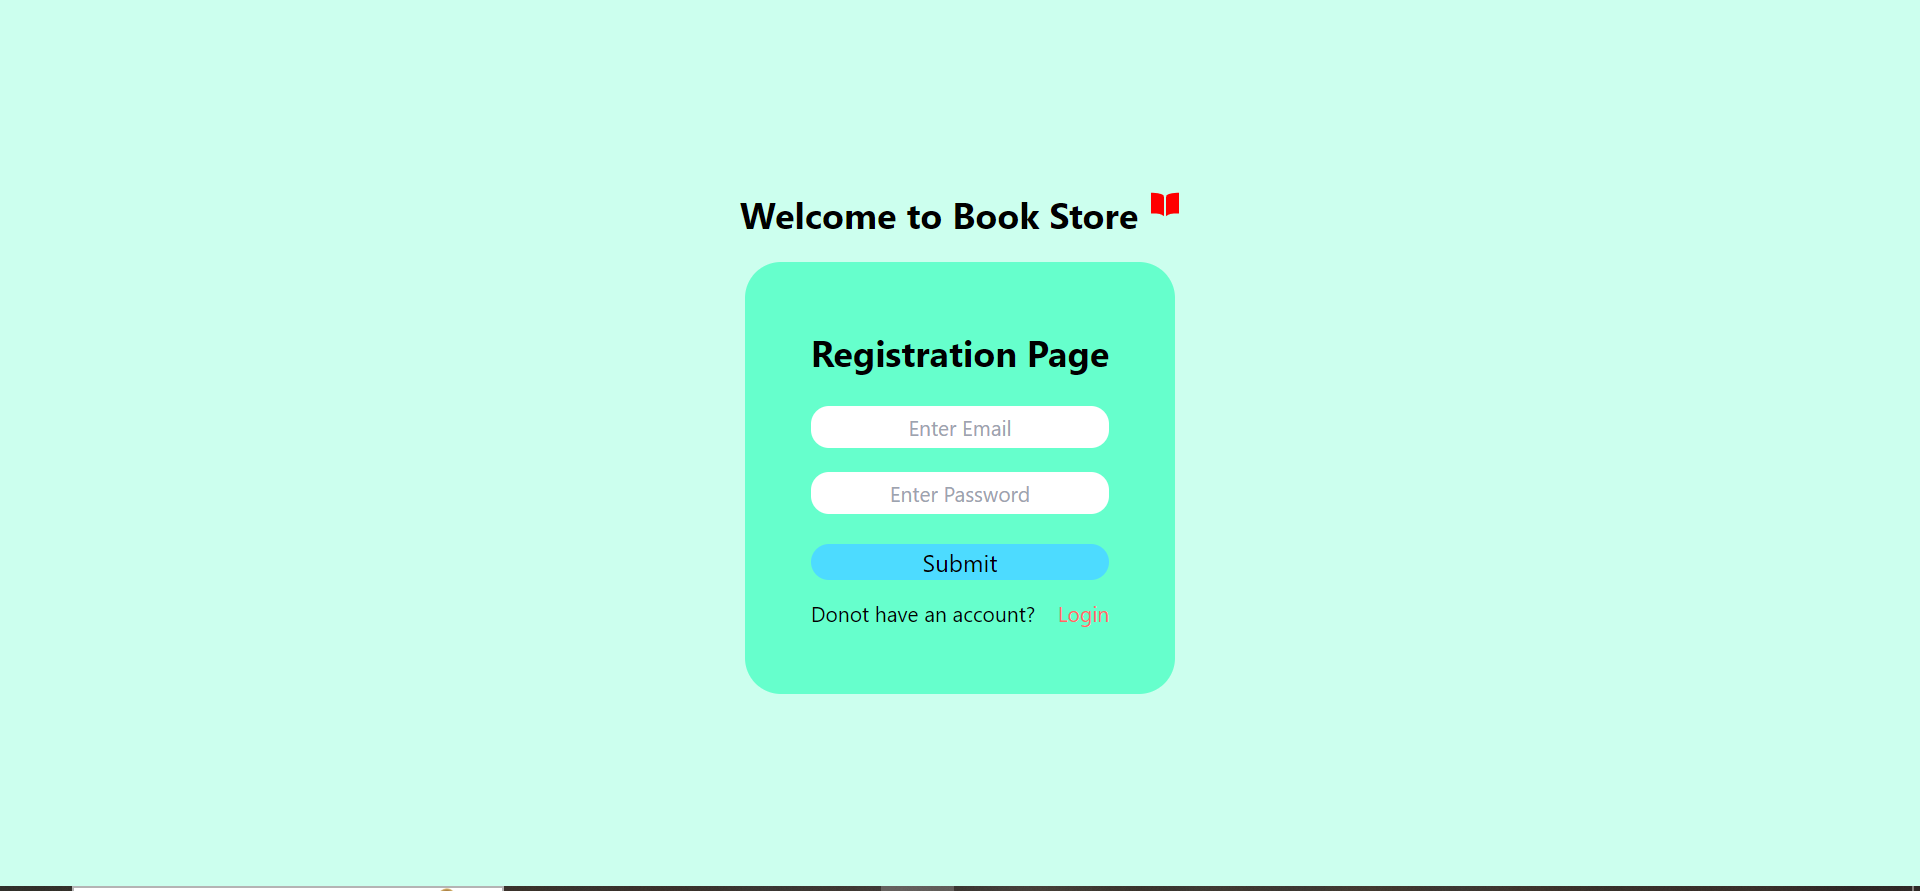 Welcome to Book Store
Registration Page
Enter Email
Enter Password
Submit
Donot have an account? Login